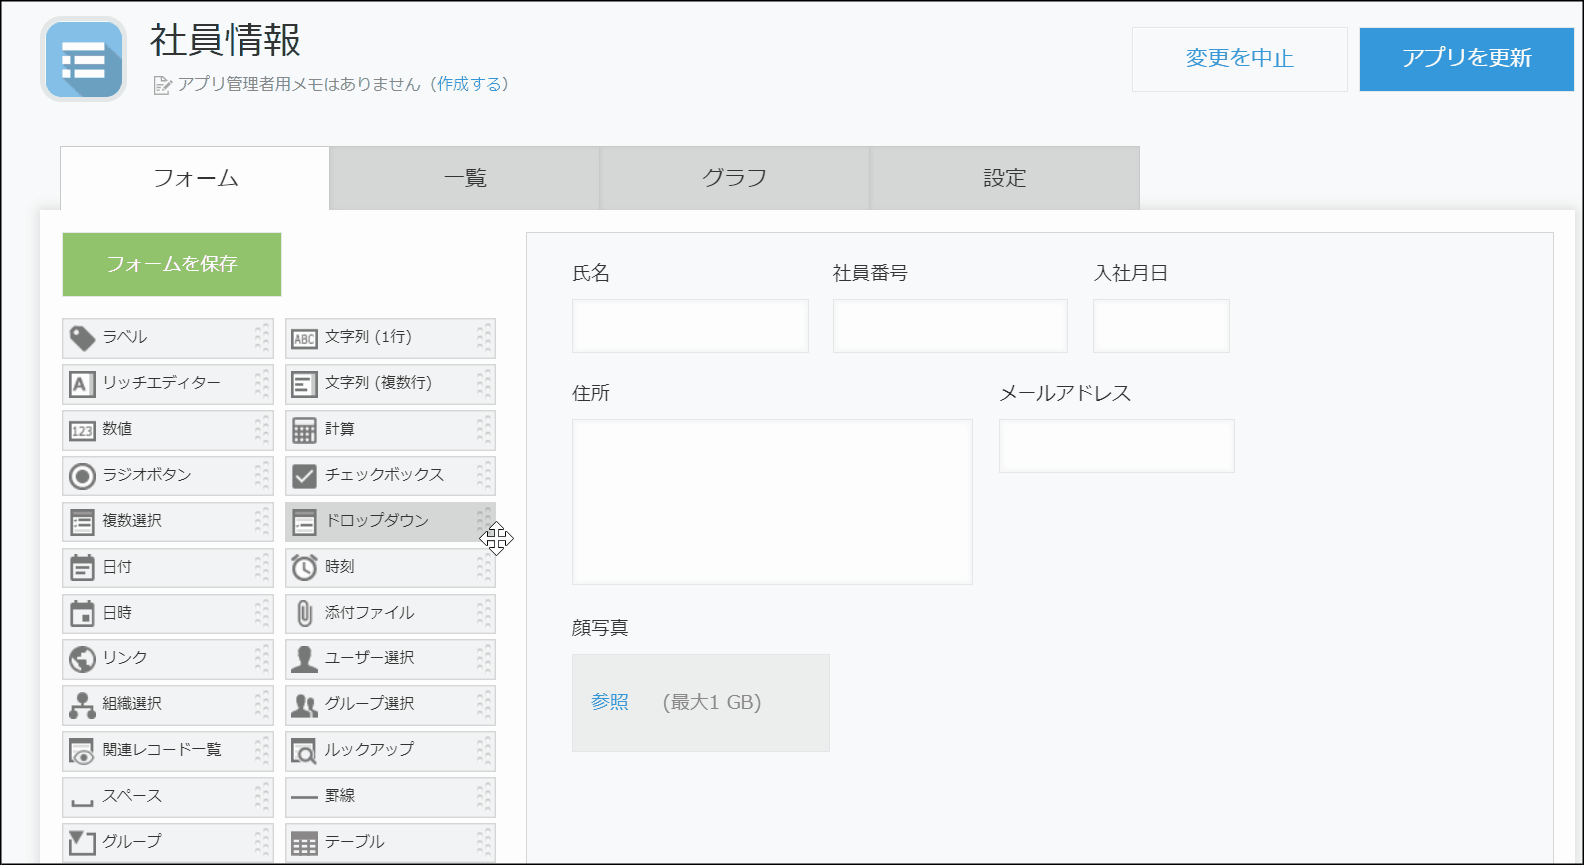 社員情報
アプリ管理者用メモはありません（作成する）
変更を中止
アプリを更新
フォーム
一覧
グラフ
設定
フォームを保存
ラベル
文字列 (1行)
リッチエディター
文字列 (複数行)
数値
計算
ラジオボタン
チェックボックス
複数選択
ドロップダウン
日付
時刻
日時
添付ファイル
リンク
ユーザー選択
組織選択
グループ選択
関連レコード一覧
ルックアップ
スペース
罫線
グループ
テーブル
ABC
A
123
氏名
社員番号
入社月日
住所
メールアドレス
顔写真
参照 (最大1 GB)